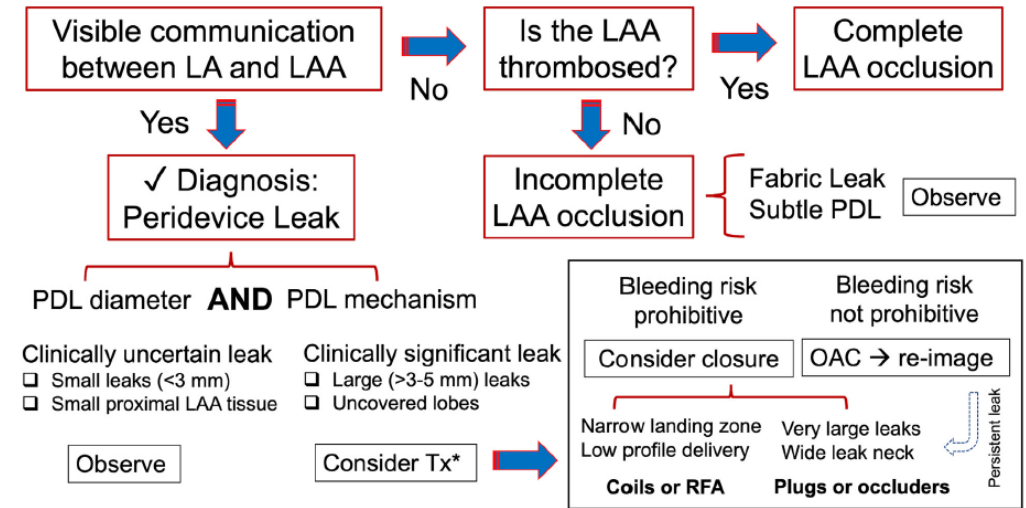 Visible communication
between LA and LAA
No
Is the LAA
thrombosed?
Yes
Complete
LAA occlusion
Yes
✓ Diagnosis:
Peridevice Leak
No
Incomplete
LAA occlusion
Fabric Leak
Subtle PDL
Observe
PDL diameter AND PDL mechanism
Clinically uncertain leak
❑ Small leaks (<3 mm)
❑ Small proximal LAA tissue
Observe
Clinically significant leak
❑ Large (>3-5 mm) leaks
❑ Uncovered lobes
Consider Tx*
Bleeding risk
prohibitive
Consider closure
Bleeding risk
not prohibitive
OAC → re-image
Persistent leak
Narrow landing zone
Low profile delivery
Coils or RFA
Very large leaks
Wide leak neck
Plugs or occluders